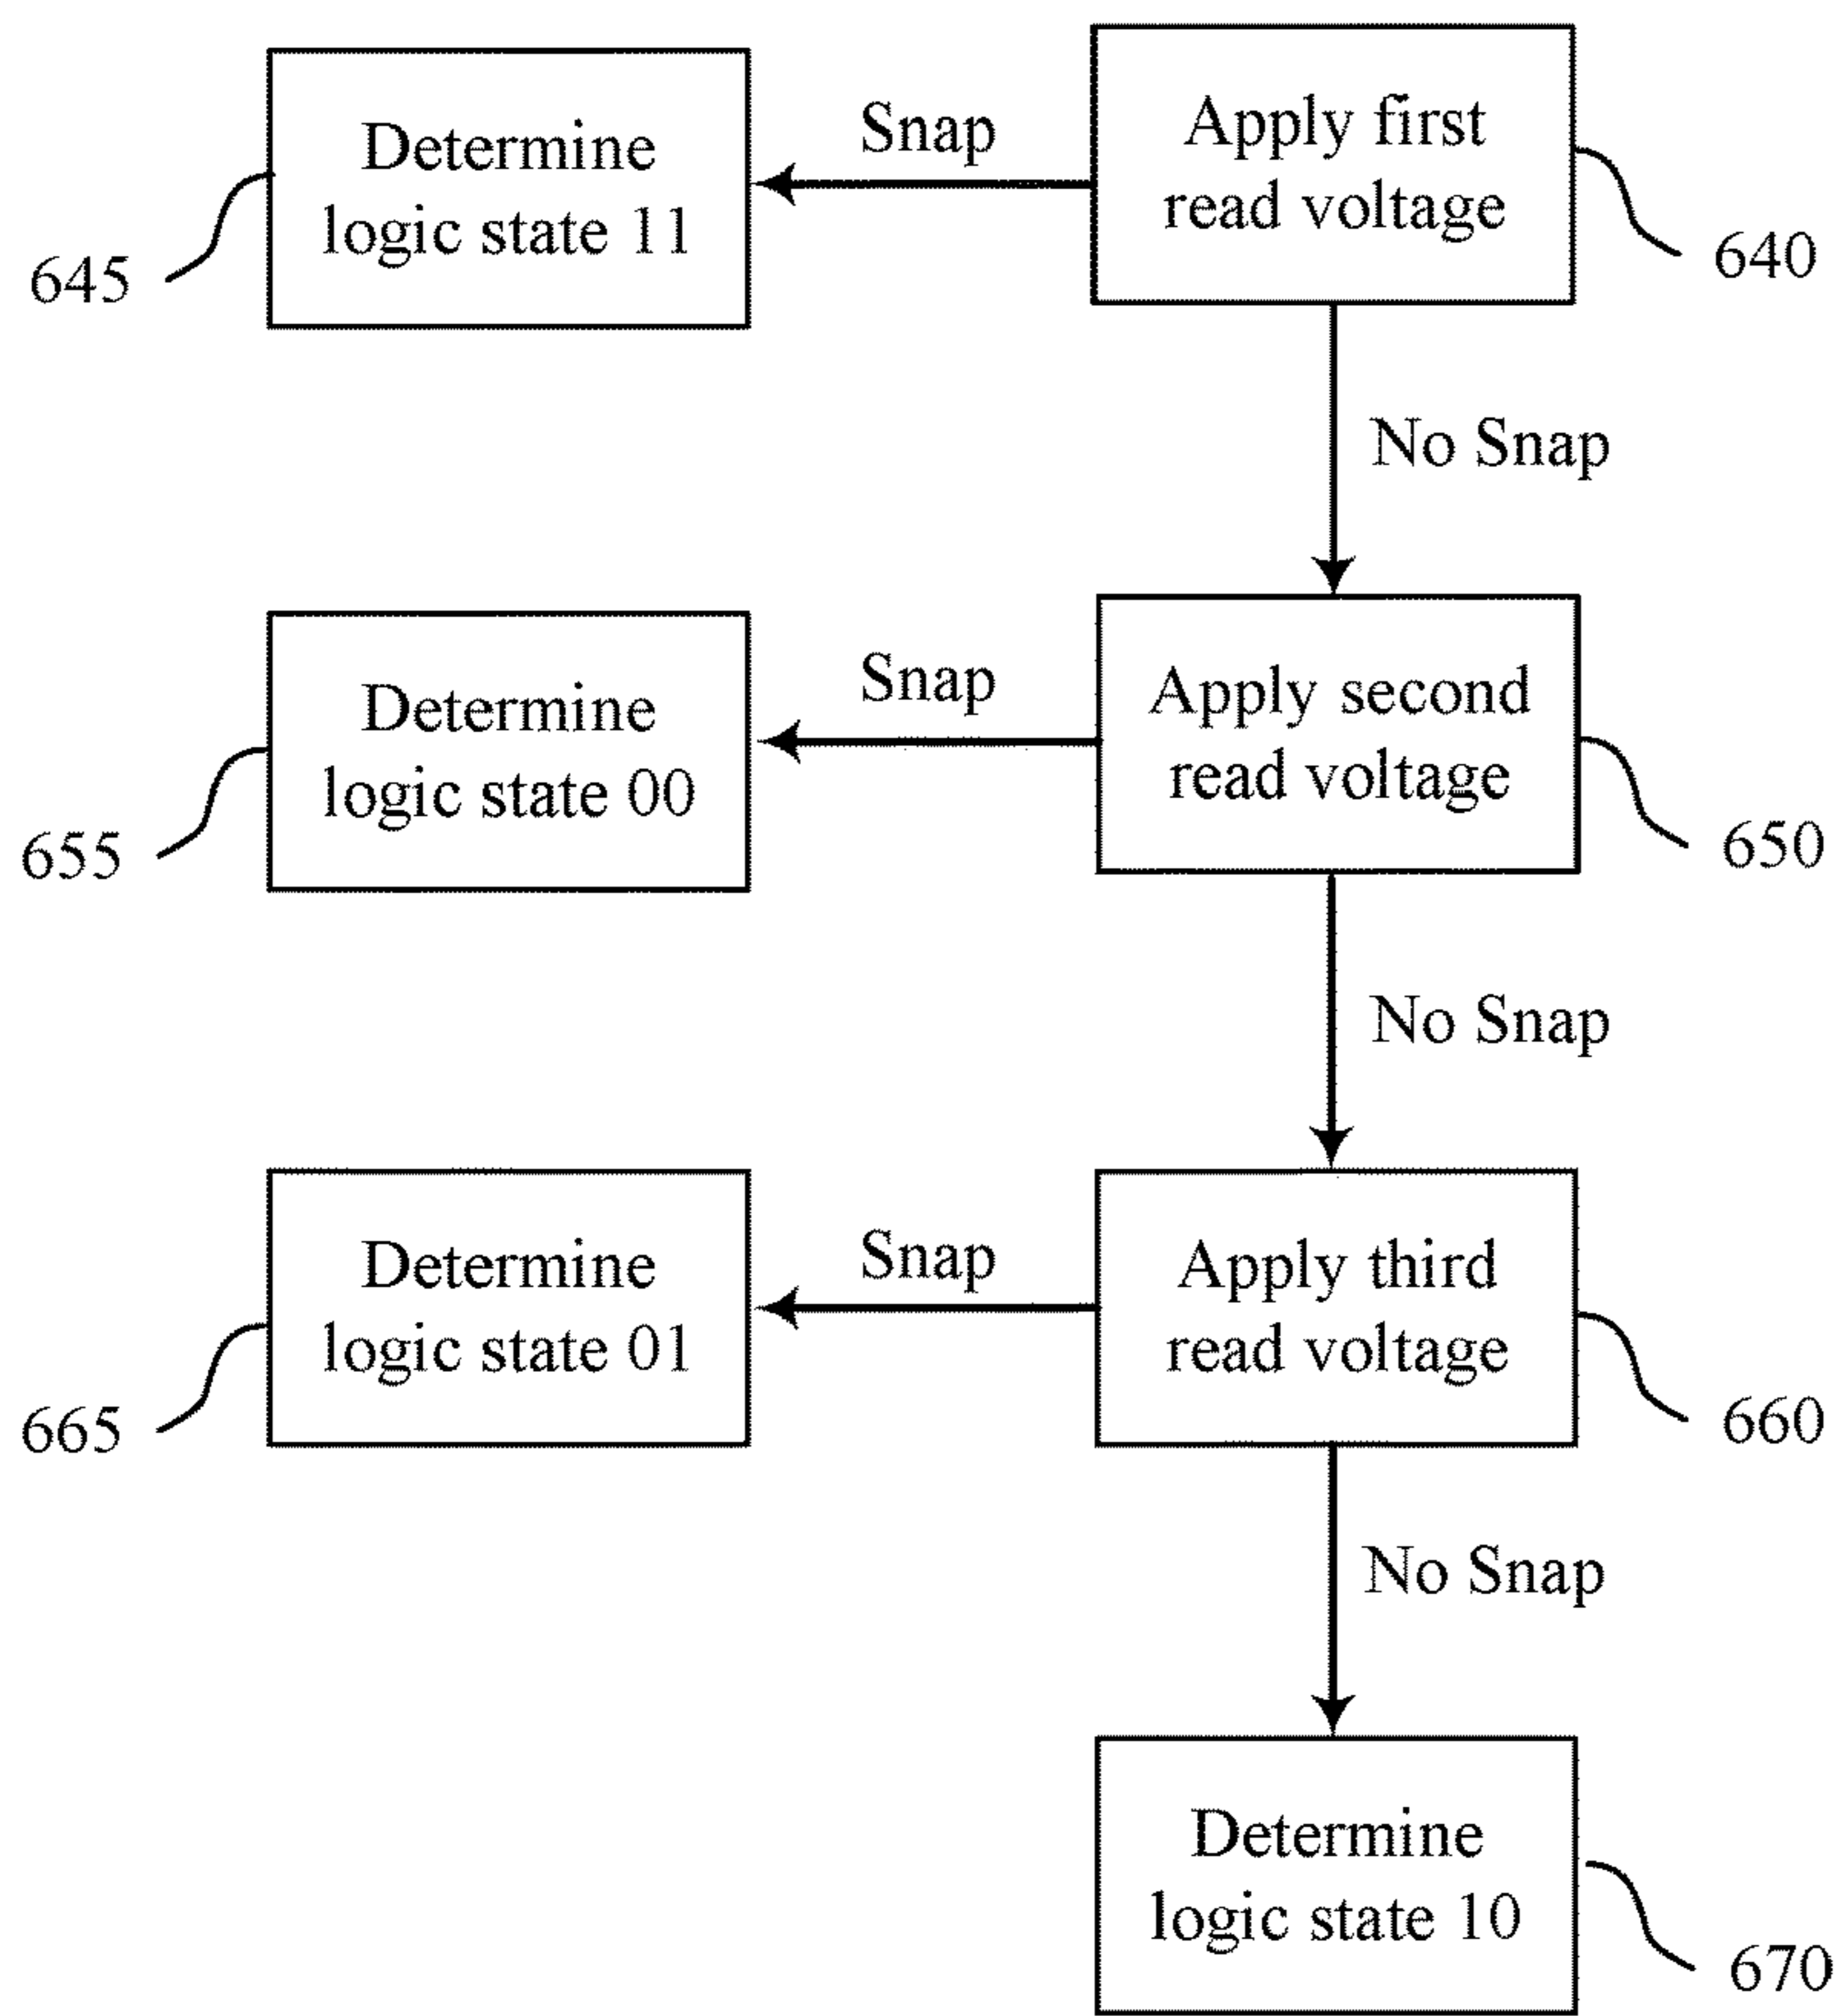 Determine
logic state 11
Snap
Apply first
read voltage
645
640
No Snap
Determine
logic state 00
Snap
Apply second
read voltage
655
650
No Snap
Determine
logic state 01
Snap
Apply third
read voltage
665
660
No Snap
Determine
logic state 10
670